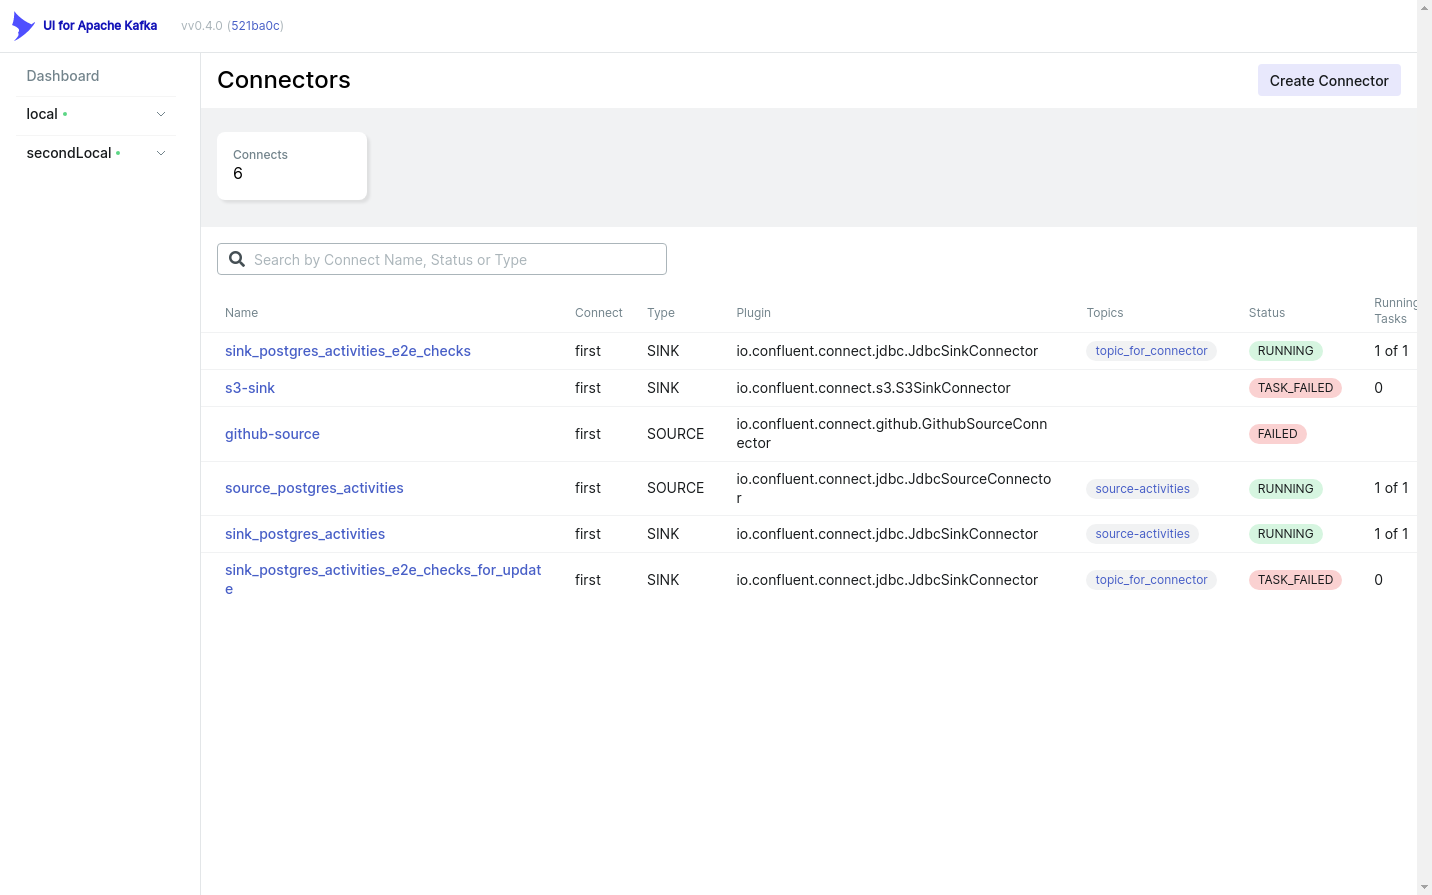 UI for Apache Kafka vv0.4.0 (521ba0c)
Dashboard
local
secondLocal
Connectors
Create Connector
Connects
6
Search by Connect Name, Status or Type
Name Connect Type Plugin Topics Status Running
Tasks
sink_postgres_activities_e2e_checks first SINK io.confluent.connect.jdbc.JdbcSinkConnector topic_for_connector RUNNING 1 of 1
s3-sink first SINK io.confluent.connect.s3.S3SinkConnector TASK_FAILED 0
github-source first SOURCE io.confluent.connect.github.GithubSourceConn
ector FAILED
source_postgres_activities first SOURCE io.confluent.connect.jdbc.JdbcSourceConnecto
r source-activities RUNNING 1 of 1
sink_postgres_activities first SINK io.confluent.connect.jdbc.JdbcSinkConnector source-activities RUNNING 1 of 1
sink_postgres_activities_e2e_checks_for_updat
e first SINK io.confluent.connect.jdbc.JdbcSinkConnector topic_for_connector TASK_FAILED 0